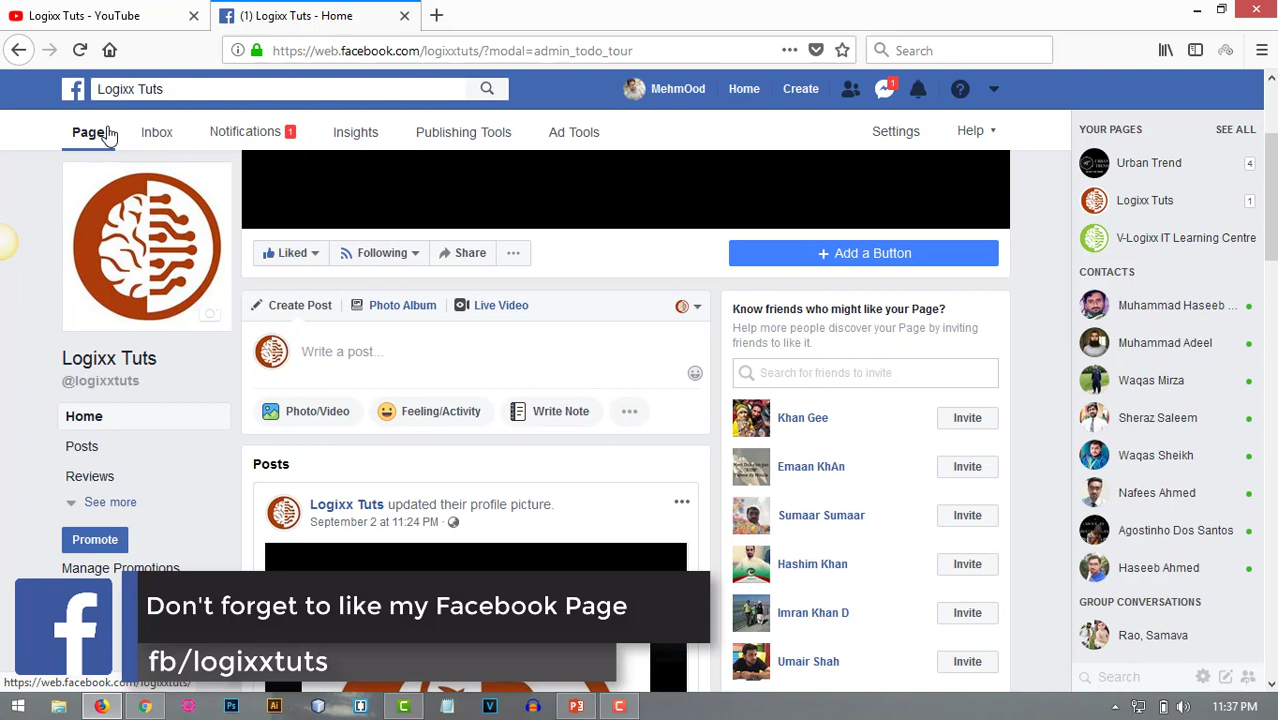 Logixx Tuts - YouTube
(1) Logixx Tuts - Home
https://web.facebook.com/logixxtuts/?modal=admin_todo_tour
Search
Logixx Tuts
MehmOod
Home
Create
1
Page
Inbox
Notifications 1
Insights
Publishing Tools
Ad Tools
Settings
Help
Liked
Following
Share
+ Add a Button
Logixx Tuts
@logixxtuts
Home
Posts
Reviews
See more
Promote
Manage Promotions
Create Post
Photo Album
Live Video
Write a post...
Photo/Video
Feeling/Activity
Write Note
Posts
Logixx Tuts updated their profile picture.
September 2 at 11:24 PM ·
Know friends who might like your Page?
Help more people discover your Page by inviting
friends to like it.
Search for friends to invite
Khan Gee Invite
Emaan KhAn Invite
Sumaar Sumaar Invite
Hashim Khan Invite
Imran Khan D Invite
Umair Shah Invite
YOUR PAGES SEE ALL
Urban Trend 4
Logixx Tuts 1
V-Logixx IT Learning Centre
CONTACTS
Muhammad Haseeb ...
Muhammad Adeel
Waqas Mirza
Sheraz Saleem
Waqas Sheikh
Nafees Ahmed
Agostinho Dos Santos
Haseeb Ahmed
GROUP CONVERSATIONS
Rao, Samava
Search
Don't forget to like my Facebook Page
fb/logixxtuts
https://web.facebook.com/logixxtuts/
11:37 PM